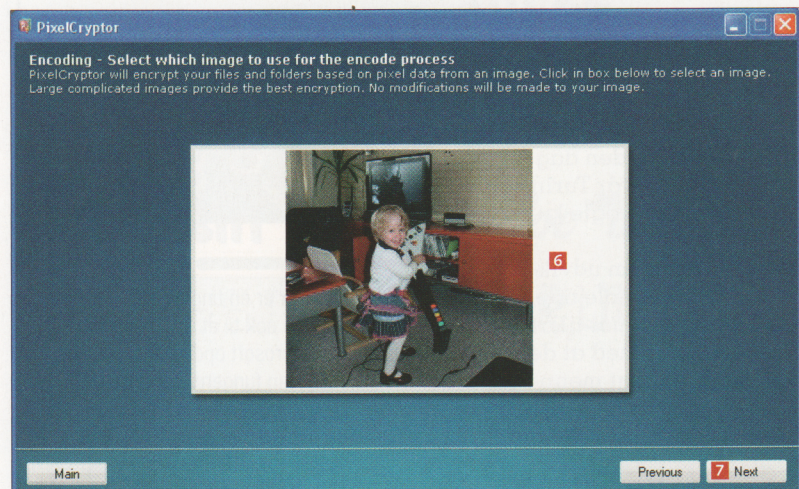 PixelCryptor
Encoding - Select which image to use for the encode process
PixelCryptor will encrypt your files and folders based on pixel data from an image. Click in box below to select an image.
Large complicated images provide the best encryption. No modifications will be made to your image.
6
Main
Previous
7 Next